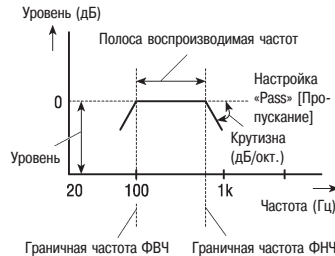 Уровень (дБ)
Полоса воспроизводимая частот
Настройка
«Pass» [Про-
пускание]
0
Крутизна
(дБ/окт.)
Уровень
20
100
1k
Частота (Гц)
Граничная частота ФВЧ
Граничная частота ФНЧ